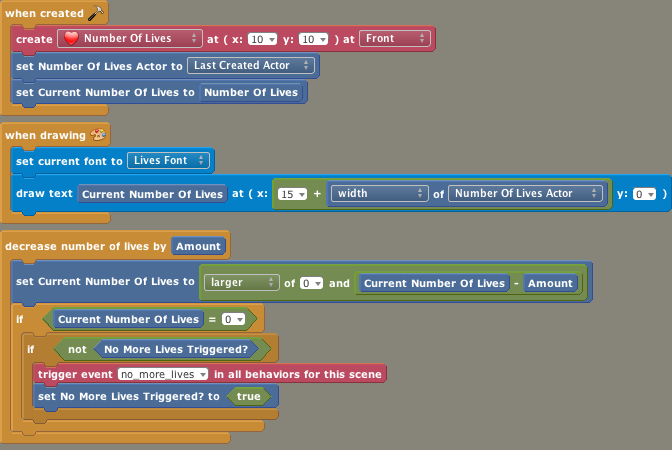 when created
create Number Of Lives at ( x: 10 y: 10 ) at Front
set Number Of Lives Actor to Last Created Actor
set Current Number Of Lives to Number Of Lives
when drawing
set current font to Lives Font
draw text Current Number Of Lives at ( x: 15 + width of Number Of Lives Actor y: 0 )
decrease number of lives by Amount
set Current Number Of Lives to larger of 0 and Current Number Of Lives - Amount
if Current Number Of Lives = 0
if not No More Lives Triggered?
trigger event no_more_lives in all behaviors for this scene
set No More Lives Triggered? to true